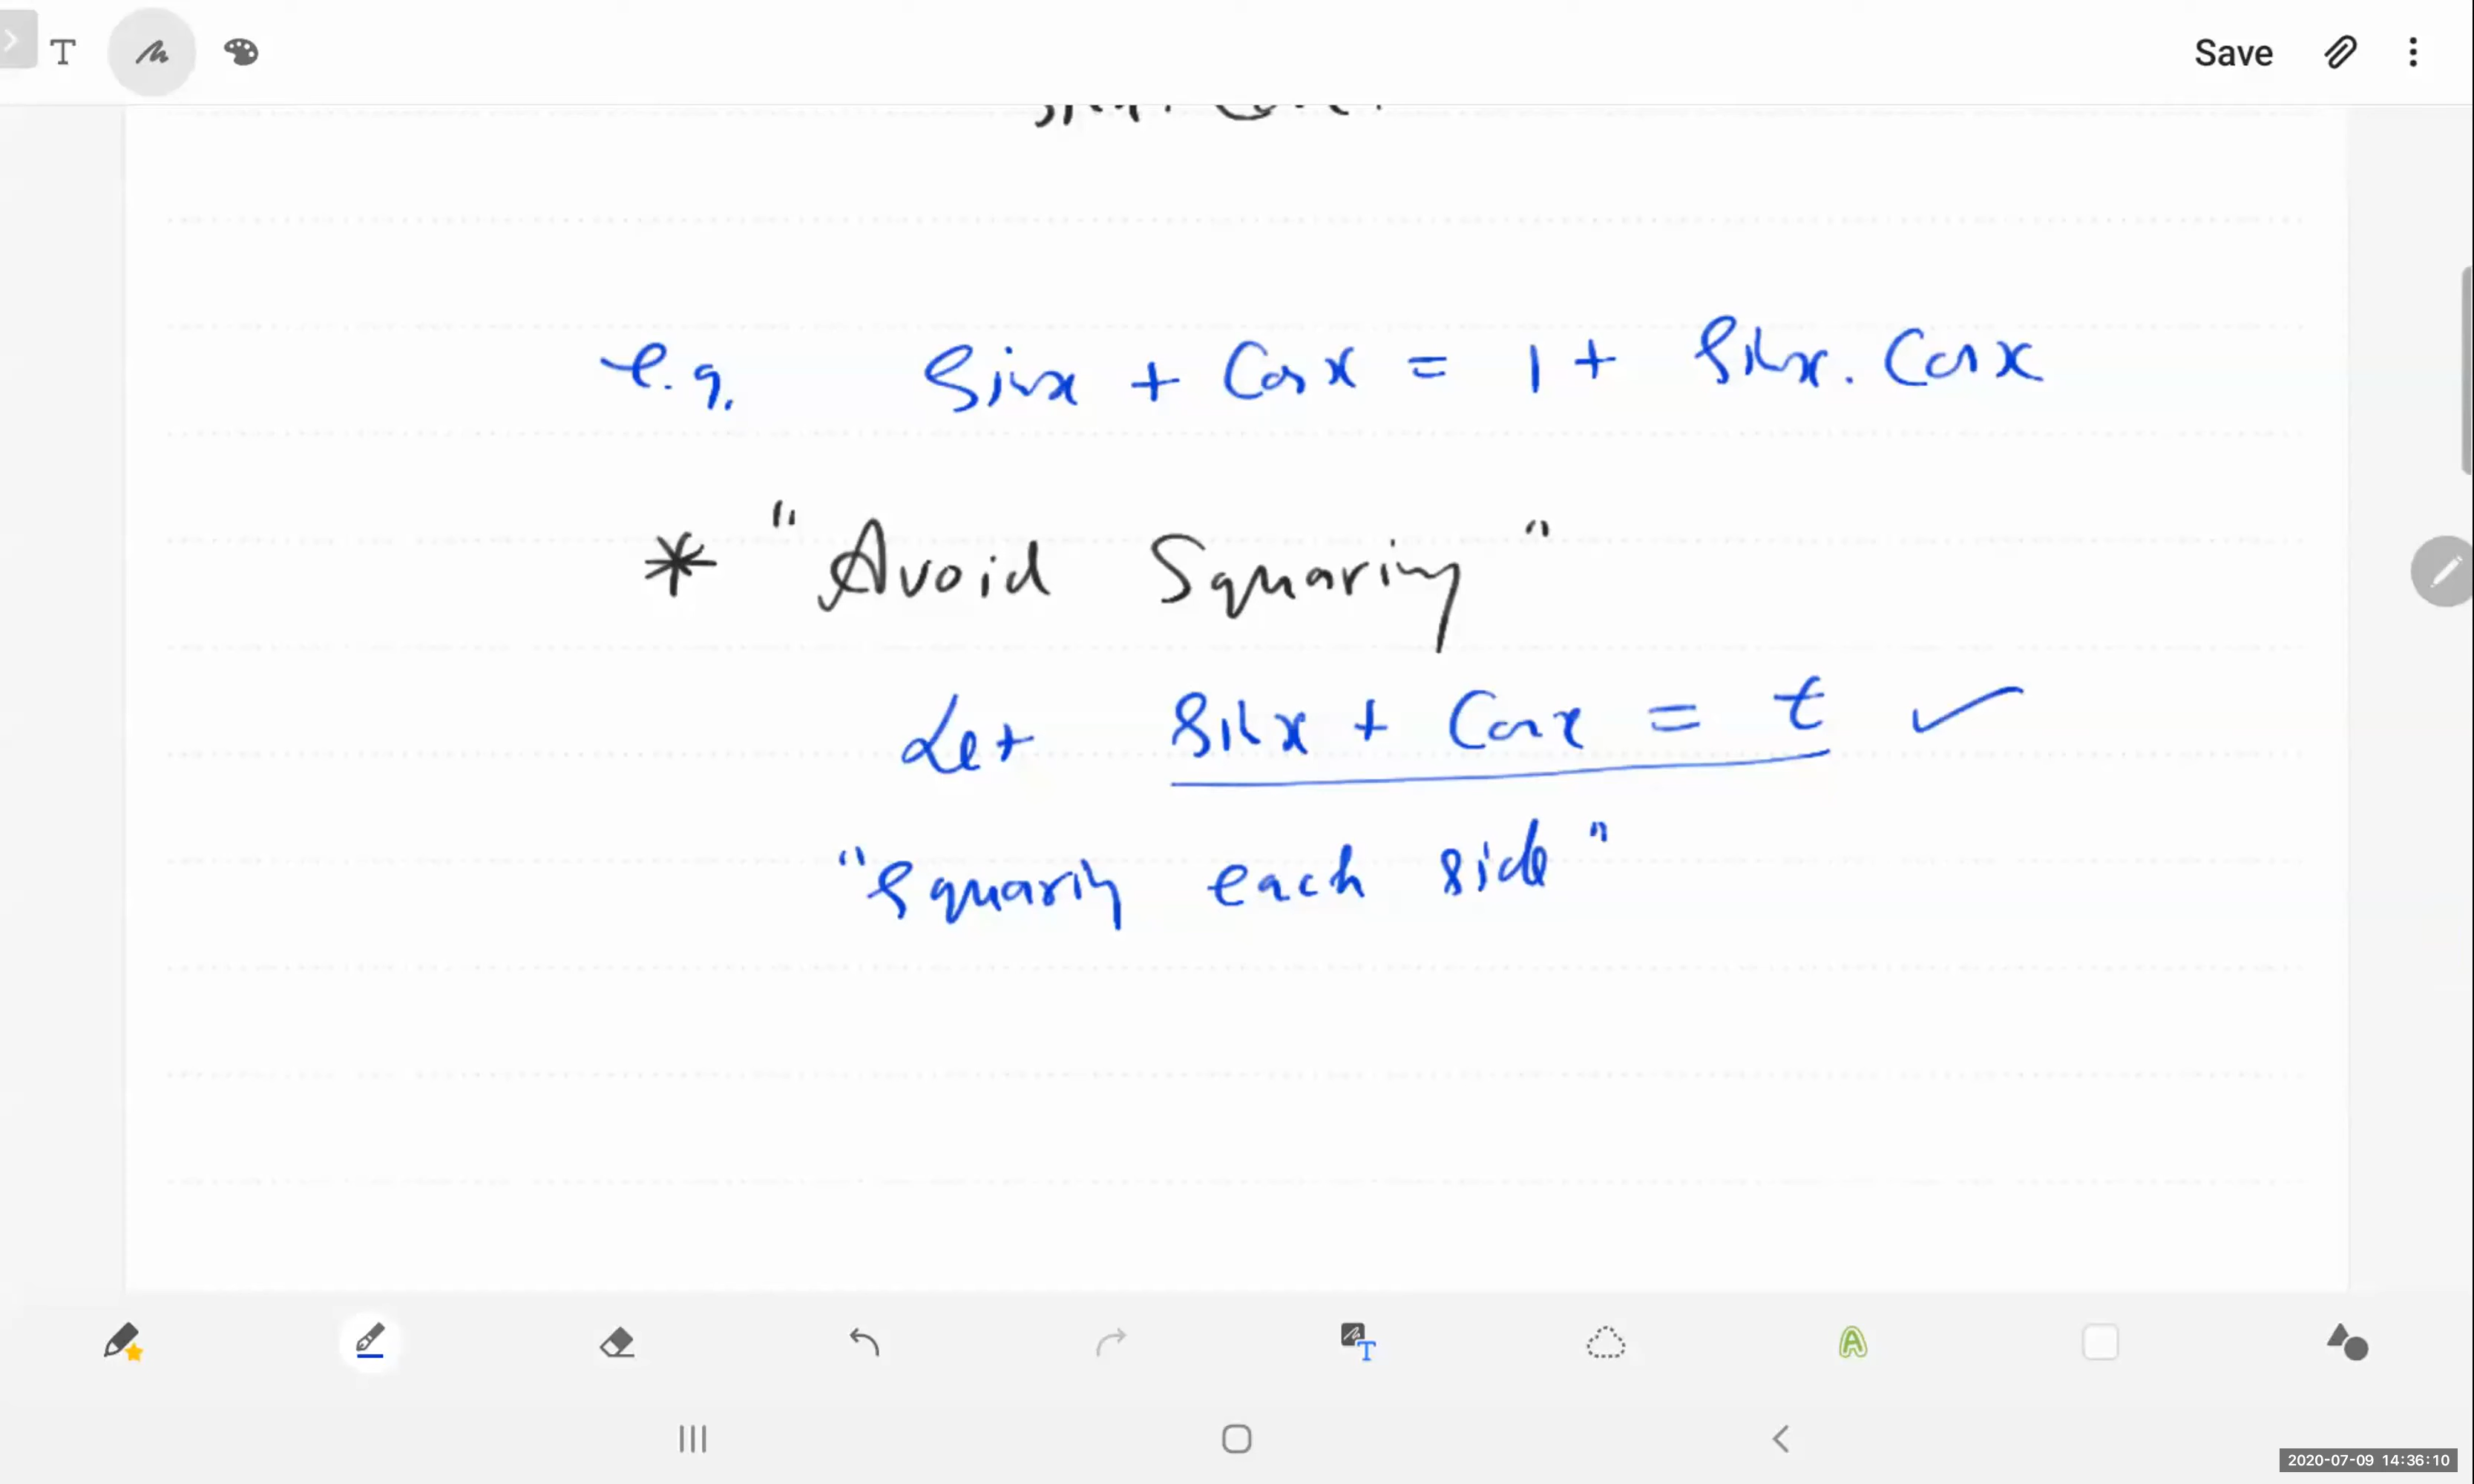 Save
e.g. Sinx + Cosx = 1 + Sinx . Cosx
* "Avoid Squaring"
Let Sinx + Cosx = t ✓
"Squaring each side"
2020-07-09 14:36:10